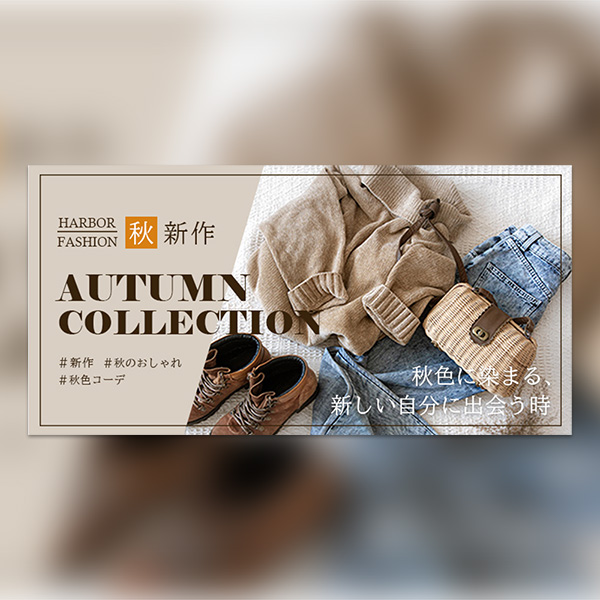 HARBOR
FASHION
秋 新作
AUTUMN
COLLECTION
#新作 #秋のおしゃれ
#秋色コーデ
秋色に染まる、
新しい自分に出会う時